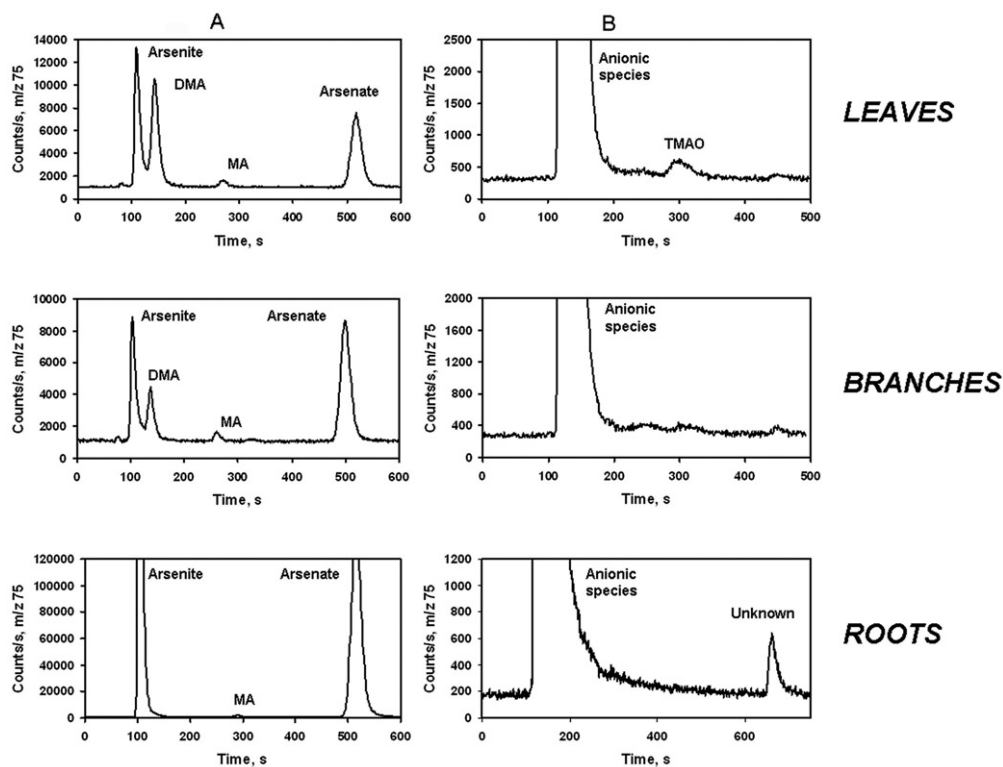 A
B
14000
12000
10000
8000
6000
4000
2000
0
Counts/s, m/z 75
Arsenite
DMA
MA
Arsenate
0 100 200 300 400 500 600
Time, s
2500
2000
1500
1000
500
0
Counts/s, m/z 75
Anionic
species
TMAO
0 100 200 300 400 500
Time, s
LEAVES
10000
8000
6000
4000
2000
0
Counts/s, m/z 75
Arsenite
DMA
MA
Arsenate
0 100 200 300 400 500 600
Time, s
2000
1600
1200
800
400
0
Counts/s, m/z 75
Anionic
species
0 100 200 300 400 500
Time, s
BRANCHES
120000
100000
80000
60000
40000
20000
0
Counts/s, m/z 75
Arsenite
MA
Arsenate
0 100 200 300 400 500 600
Time, s
1200
1000
800
600
400
200
0
Counts/s, m/z 75
Anionic
species
Unknown
0 200 400 600
Time, s
ROOTS